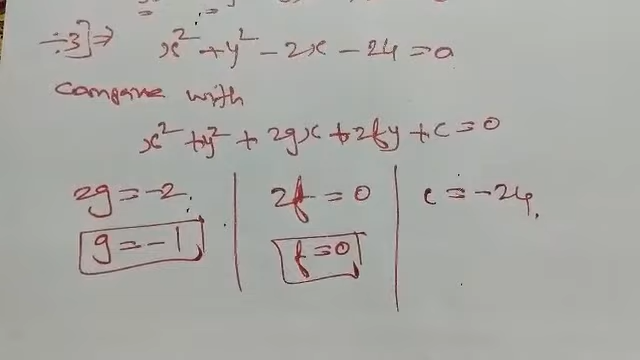 ÷3]⇒ x² + y² - 2x - 24 = 0
Compare with
x² + y² + 2gx + 2fy + c = 0
2g = -2 2f = 0 c = -24.
g = -1 f = 0